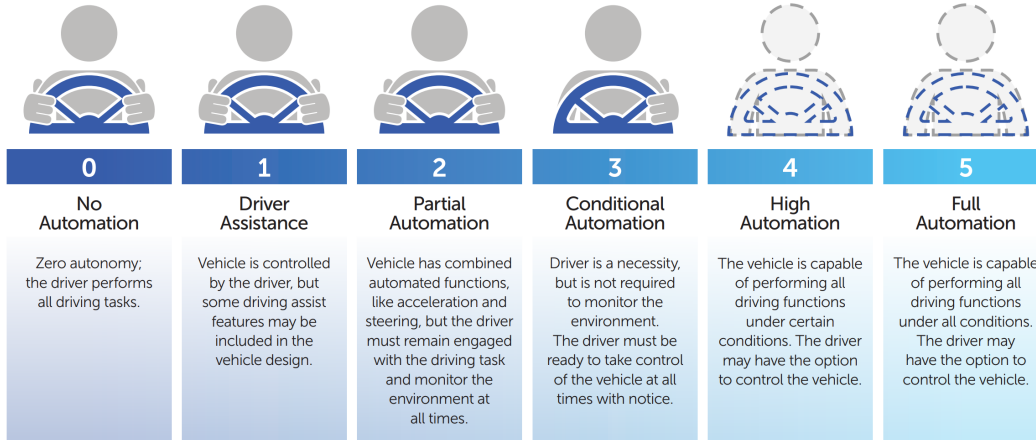 0
No
Automation
Zero autonomy;
the driver performs
all driving tasks.
1
Driver
Assistance
Vehicle is controlled
by the driver, but
some driving assist
features may be
included in the
vehicle design.
2
Partial
Automation
Vehicle has combined
automated functions,
like acceleration and
steering, but the driver
must remain engaged
with the driving task
and monitor the
environment at
all times.
3
Conditional
Automation
Driver is a necessity,
but is not required
to monitor the
environment.
The driver must be
ready to take control
of the vehicle at all
times with notice.
4
High
Automation
The vehicle is capable
of performing all
driving functions
under certain
conditions. The driver
may have the option
to control the vehicle.
5
Full
Automation
The vehicle is capable
of performing all
driving functions
under all conditions.
The driver may
have the option to
control the vehicle.